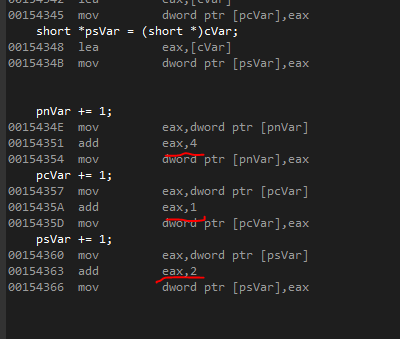 00154342 lea eax,[cVar]
00154345 mov dword ptr [pcVar],eax
short *psVar = (short *)cVar;
00154348 lea eax,[cVar]
0015434B mov dword ptr [psVar],eax
pnVar += 1;
0015434E mov eax,dword ptr [pnVar]
00154351 add eax,4
00154354 mov dword ptr [pnVar],eax
pcVar += 1;
00154357 mov eax,dword ptr [pcVar]
0015435A add eax,1
0015435D mov dword ptr [pcVar],eax
psVar += 1;
00154360 mov eax,dword ptr [psVar]
00154363 add eax,2
00154366 mov dword ptr [psVar],eax